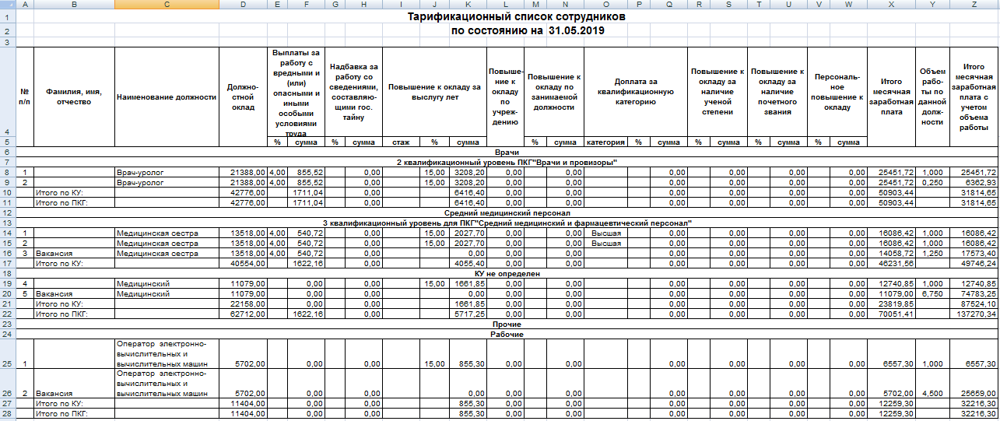 A B C D E F G H I J K L M N O P Q R S T U V W X Y Z
1 Тарификационный список сотрудников
2 по состоянию на 31.05.2019
3
4 № п/п Фамилия, имя, отчество Наименование должности Должно-стной оклад Выплаты за работу с вредными и (или) опасными и иными особыми условиями труда Надбавка за работу со сведениями, составляю-щими гос. тайну Повышение к окладу за выслугу лет Повыше-ние к окладу по учреж-дению Повышение к окладу по занимаемой должности Доплата за квалификационную категорию Повышение к окладу за наличие ученой степени Повышение к окладу за наличие почетного звания Персональ-ное повышение к окладу Итого месячная заработная плата Объем рабо-ты по данной долж-ности Итого месячная заработная плата с учетом объема работы
5 % сумма % сумма стаж % сумма % сумма категория % сумма % сумма % сумма % сумма
6 Врачи
7 2 квалификационный уровень ПКГ"Врачи и провизоры"
8 1 Врач-уролог 21388,00 4,00 855,52 0,00 15,00 3208,20 0,00 0,00 0,00 0,00 0,00 0,00 25451,72 1,000 25451,72
9 2 Врач-уролог 21388,00 4,00 855,52 0,00 15,00 3208,20 0,00 0,00 0,00 0,00 0,00 0,00 25451,72 0,250 6362,93
10 Итого по КУ: 42776,00 1711,04 0,00 6416,40 0,00 0,00 0,00 0,00 0,00 0,00 50903,44 31814,65
11 Итого по ПКГ: 42776,00 1711,04 0,00 6416,40 0,00 0,00 0,00 0,00 0,00 0,00 50903,44 31814,65
12 Средний медицинский персонал
13 3 квалификационный уровень для ПКГ"Средний медицинский и фармацевтический персонал"
14 1 Медицинская сестра 13518,00 4,00 540,72 0,00 15,00 2027,70 0,00 0,00 Высшая 0,00 0,00 0,00 0,00 16086,42 1,000 16086,42
15 2 Медицинская сестра 13518,00 4,00 540,72 0,00 15,00 2027,70 0,00 0,00 Высшая 0,00 0,00 0,00 0,00 16086,42 1,000 16086,42
16 3 Вакансия Медицинская сестра 13518,00 4,00 540,72 0,00 0,00 0,00 0,00 0,00 0,00 0,00 0,00 14058,72 1,250 17573,40
17 Итого по КУ: 40554,00 1622,16 0,00 4055,40 0,00 0,00 0,00 0,00 0,00 0,00 46231,56 49746,24
18 КУ не определен
19 4 Медицинский 11079,00 0,00 0,00 15,00 1661,85 0,00 0,00 0,00 0,00 0,00 0,00 12740,85 1,000 12740,85
20 5 Вакансия Медицинский 11079,00 0,00 0,00 0,00 0,00 0,00 0,00 0,00 0,00 0,00 11079,00 6,750 74783,25
21 Итого по КУ: 22158,00 0,00 0,00 1661,85 0,00 0,00 0,00 0,00 0,00 0,00 23819,85 87524,10
22 Итого по ПКГ: 62712,00 1622,16 0,00 5717,25 0,00 0,00 0,00 0,00 0,00 0,00 70051,41 137270,34
23 Прочие
24 Рабочие
25 1 Оператор электронно-вычислительных и вычислительных машин 5702,00 0,00 0,00 15,00 855,30 0,00 0,00 0,00 0,00 0,00 0,00 6557,30 1,000 6557,30
26 2 Вакансия Оператор электронно-вычислительных и вычислительных машин 5702,00 0,00 0,00 0,00 0,00 0,00 0,00 0,00 0,00 0,00 5702,00 4,500 25659,00
27 Итого по КУ: 11404,00 0,00 0,00 855,30 0,00 0,00 0,00 0,00 0,00 0,00 12259,30 32216,30
28 Итого по ПКГ: 11404,00 0,00 0,00 855,30 0,00 0,00 0,00 0,00 0,00 0,00 12259,30 32216,30